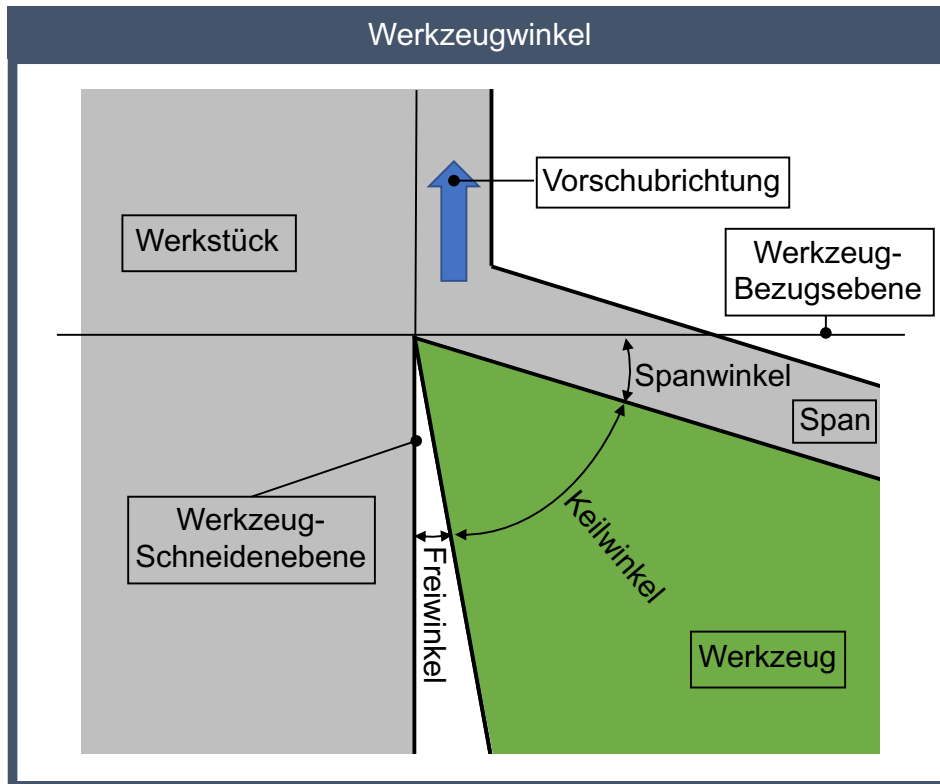 Werkzeugwinkel
Vorschubrichtung
Werkstück
Werkzeug-
Bezugsebene
Spanwinkel
Span
Werkzeug-
Schneidenebene
Freiwinkel
Keilwinkel
Werkzeug